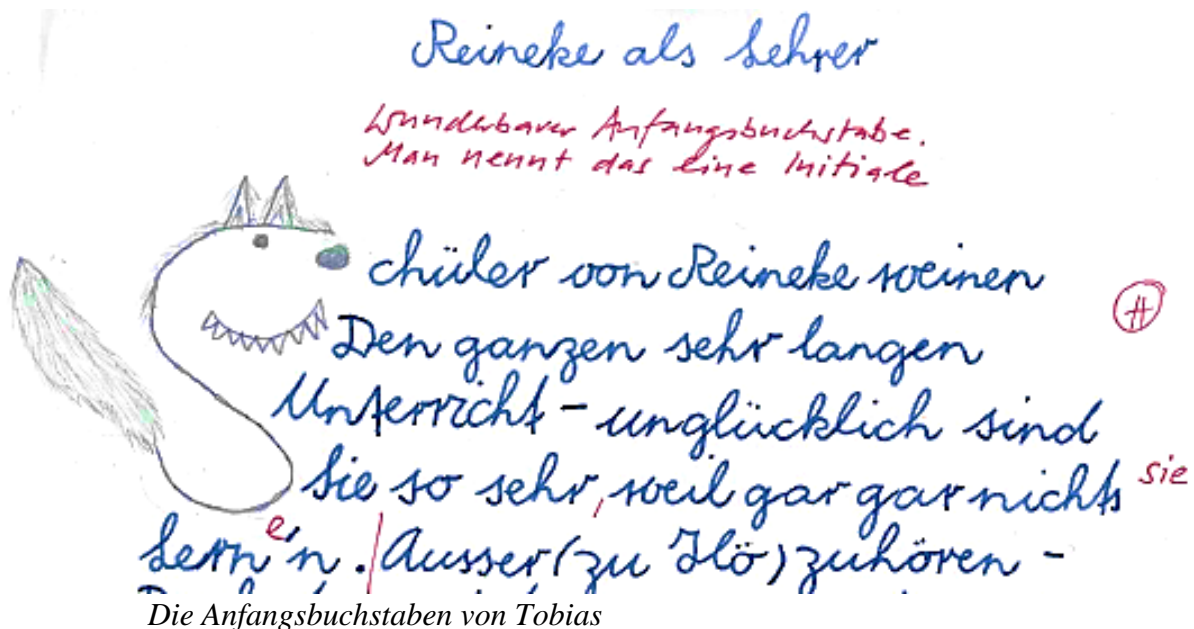 Reineke als Lehrer
Wunderbarer Anfangsbuchstabe.
Man nennt das eine Initiale
Schüler von Reineke weinen
H
Den ganzen sehr langen
Unterricht - unglücklich sind
Sie so sehr, weil gar gar nichts sie
Lern e n. | Ausser (zu Hö) zuhören -
Die Anfangsbuchstaben von Tobias